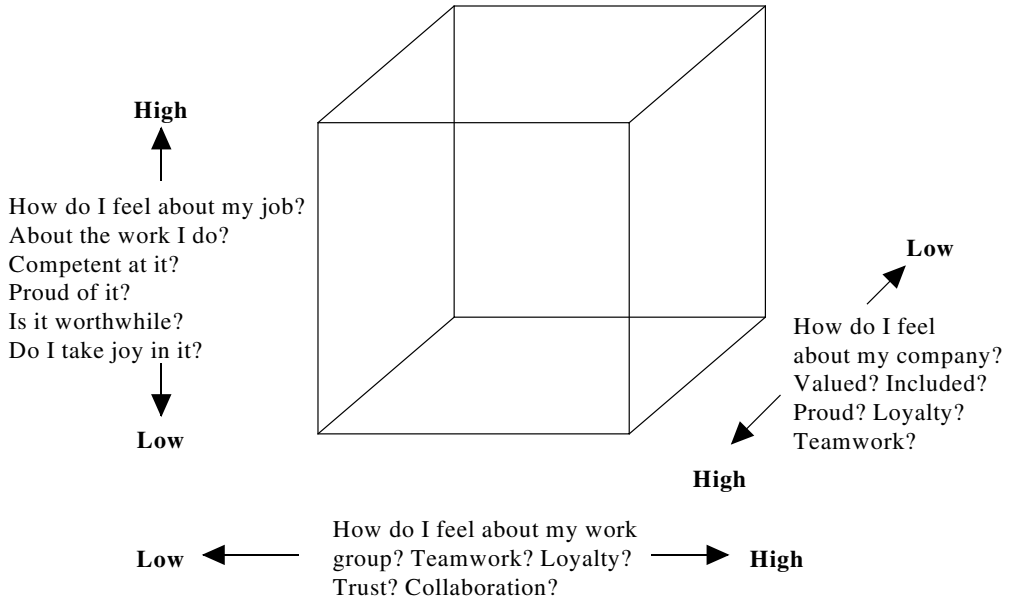 High
How do I feel about my job?
About the work I do?
Competent at it?
Proud of it?
Is it worthwhile?
Do I take joy in it?
Low
Low
How do I feel
about my company?
Valued? Included?
Proud? Loyalty?
Teamwork?
High
Low
How do I feel about my work
group? Teamwork? Loyalty?
Trust? Collaboration?
High